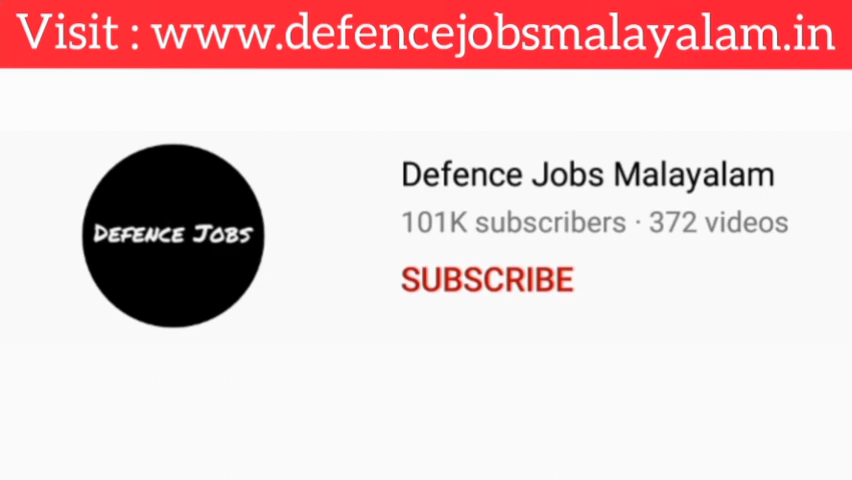 Visit : www.defencejobsmalayalam.in
DEFENCE JOBS
Defence Jobs Malayalam
101K subscribers · 372 videos
SUBSCRIBE